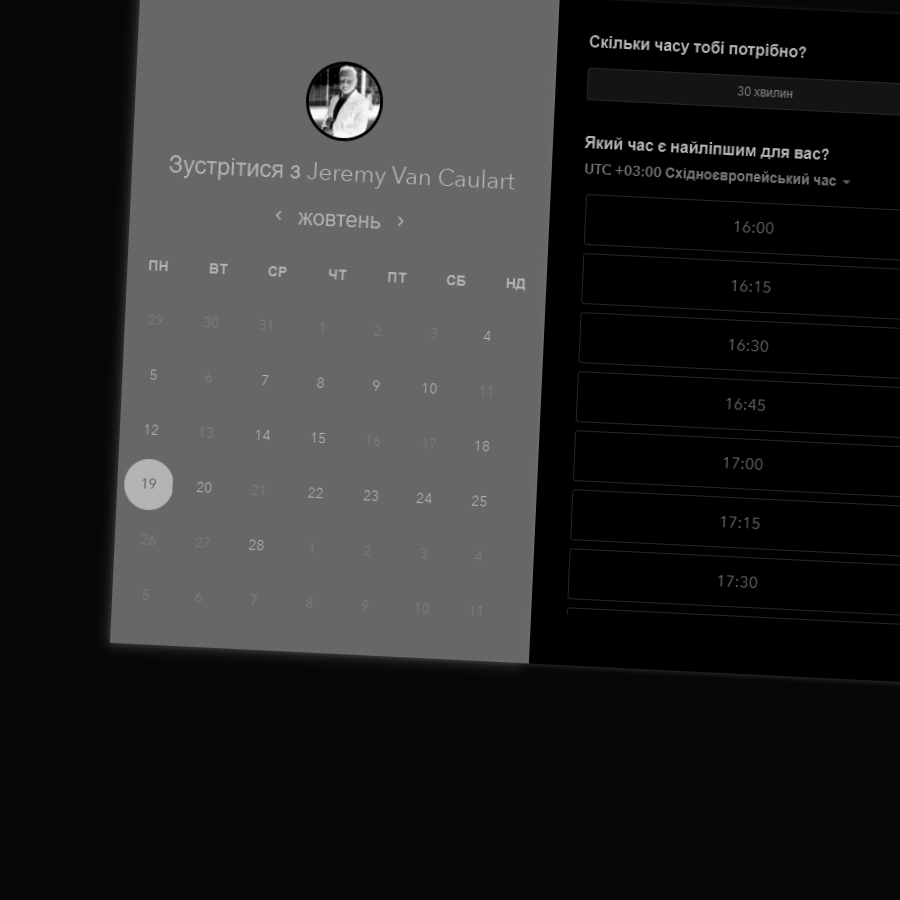 Зустрітися з Jeremy Van Caulart
жовтень
ПН ВТ СР ЧТ ПТ СБ НД
29 30 31 1 2 3 4
5 6 7 8 9 10 11
12 13 14 15 16 17 18
19 20 21 22 23 24 25
26 27 28 1 2 3 4
5 6 7 8 9 10 11
Скільки часу тобі потрібно?
30 хвилин
Який час є найліпшим для вас?
UTC +03:00 Східноєвропейський час
16:00
16:15
16:30
16:45
17:00
17:15
17:30